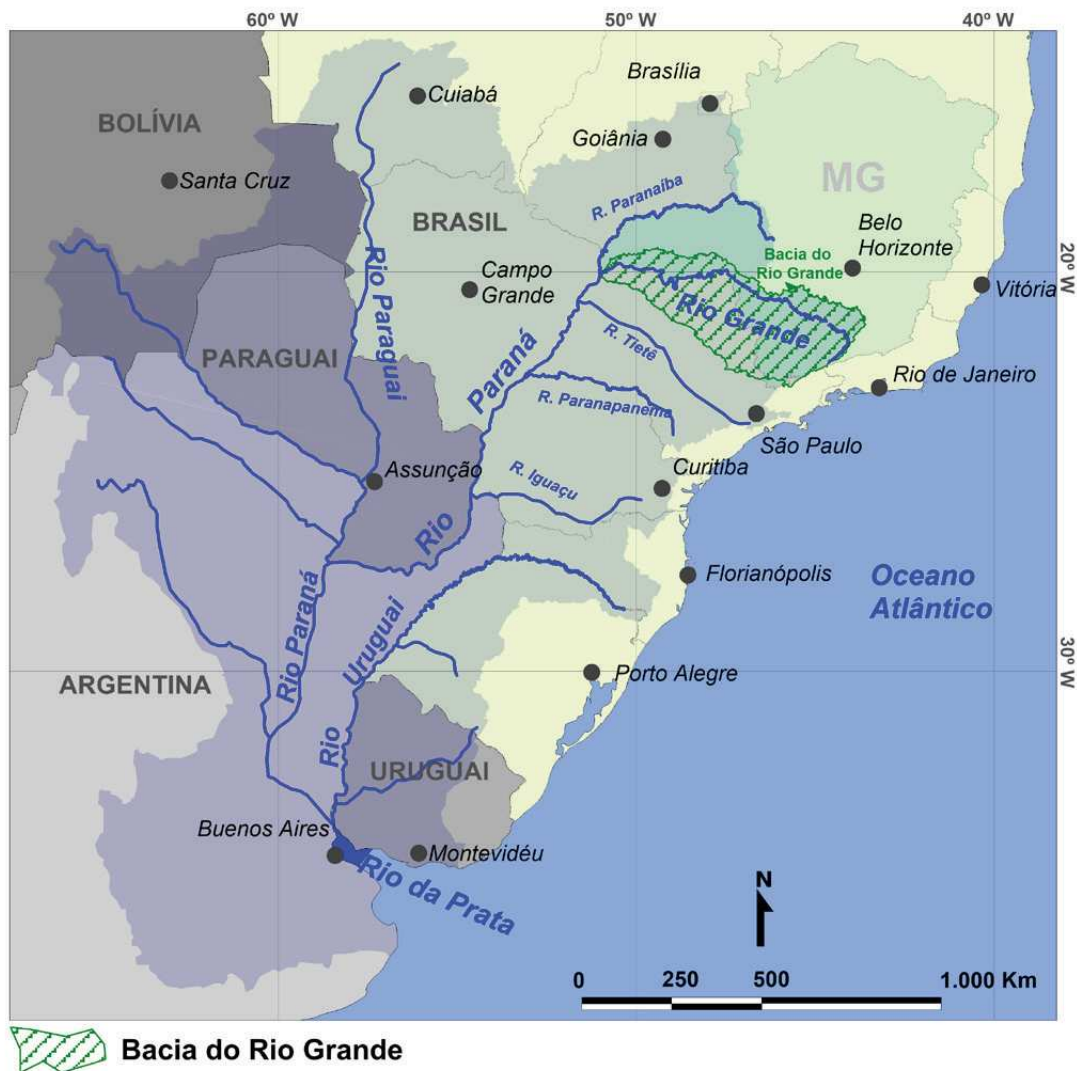 60º W
50º W
40º W
Brasília
Cuiabá
BOLÍVIA
Goiânia
MG
Santa Cruz
R. Paranaíba
BRASIL
Belo
Horizonte
Bacia do
Rio Grande
20º W
Rio Paraguai
Campo
Grande
Vitória
Rio Grande
PARAGUAI
Paraná
R. Tietê
Rio de Janeiro
R. Paranapanema
São Paulo
Assunção
Curitiba
R. Iguaçu
Rio
Florianópolis
Oceano
Atlântico
Rio Paraná
Uruguai
30º W
ARGENTINA
Porto Alegre
Rio
URUGUAI
Buenos Aires
Montevidéu
Rio da Prata
N
0 250 500 1.000 Km
Bacia do Rio Grande